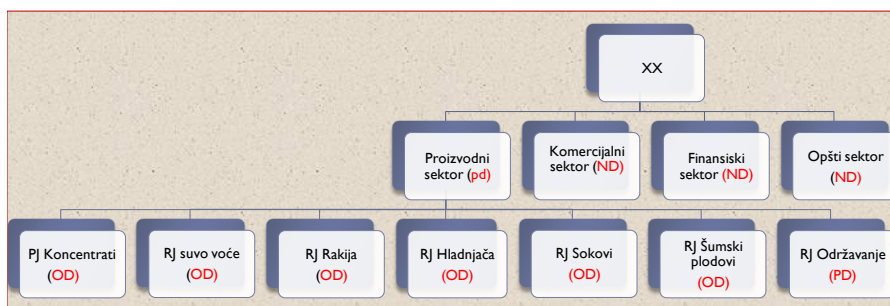 XX
Proizvodni
sektor (pd)
Komercijalni
sektor (ND)
Finansiski
sektor (ND)
Opšti sektor
(ND)
PJ Koncentrati
(OD)
RJ suvo voće
(OD)
RJ Rakija
(OD)
RJ Hladnjača
(OD)
RJ Sokovi
(OD)
RJ Šumski
plodovi
(OD)
RJ Održavanje
(PD)